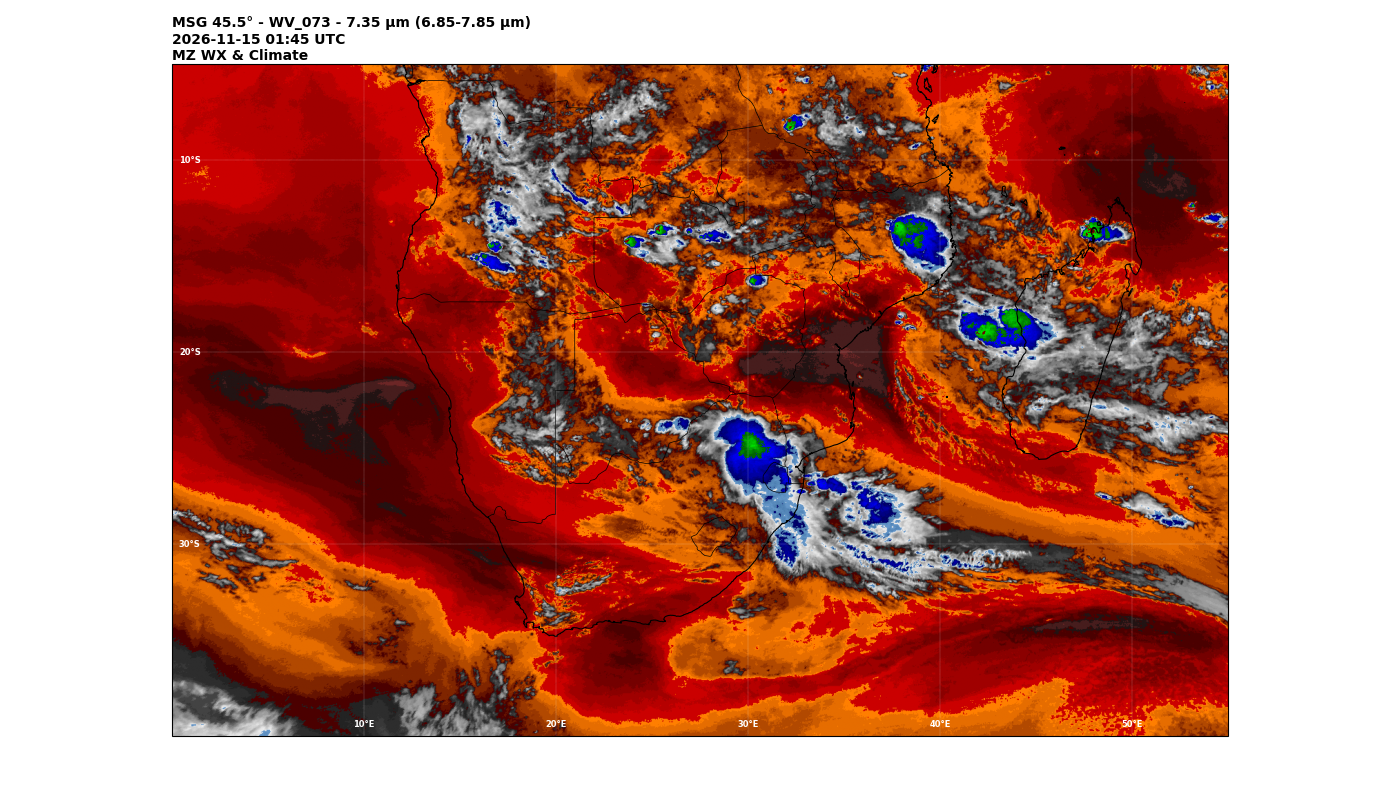 MSG 45.5° - WV_073 - 7.35 μm (6.85-7.85 μm)
2026-11-15 01:45 UTC
MZ WX & Climate
10°S
20°S
30°S
10°E
20°E
30°E
40°E
50°E